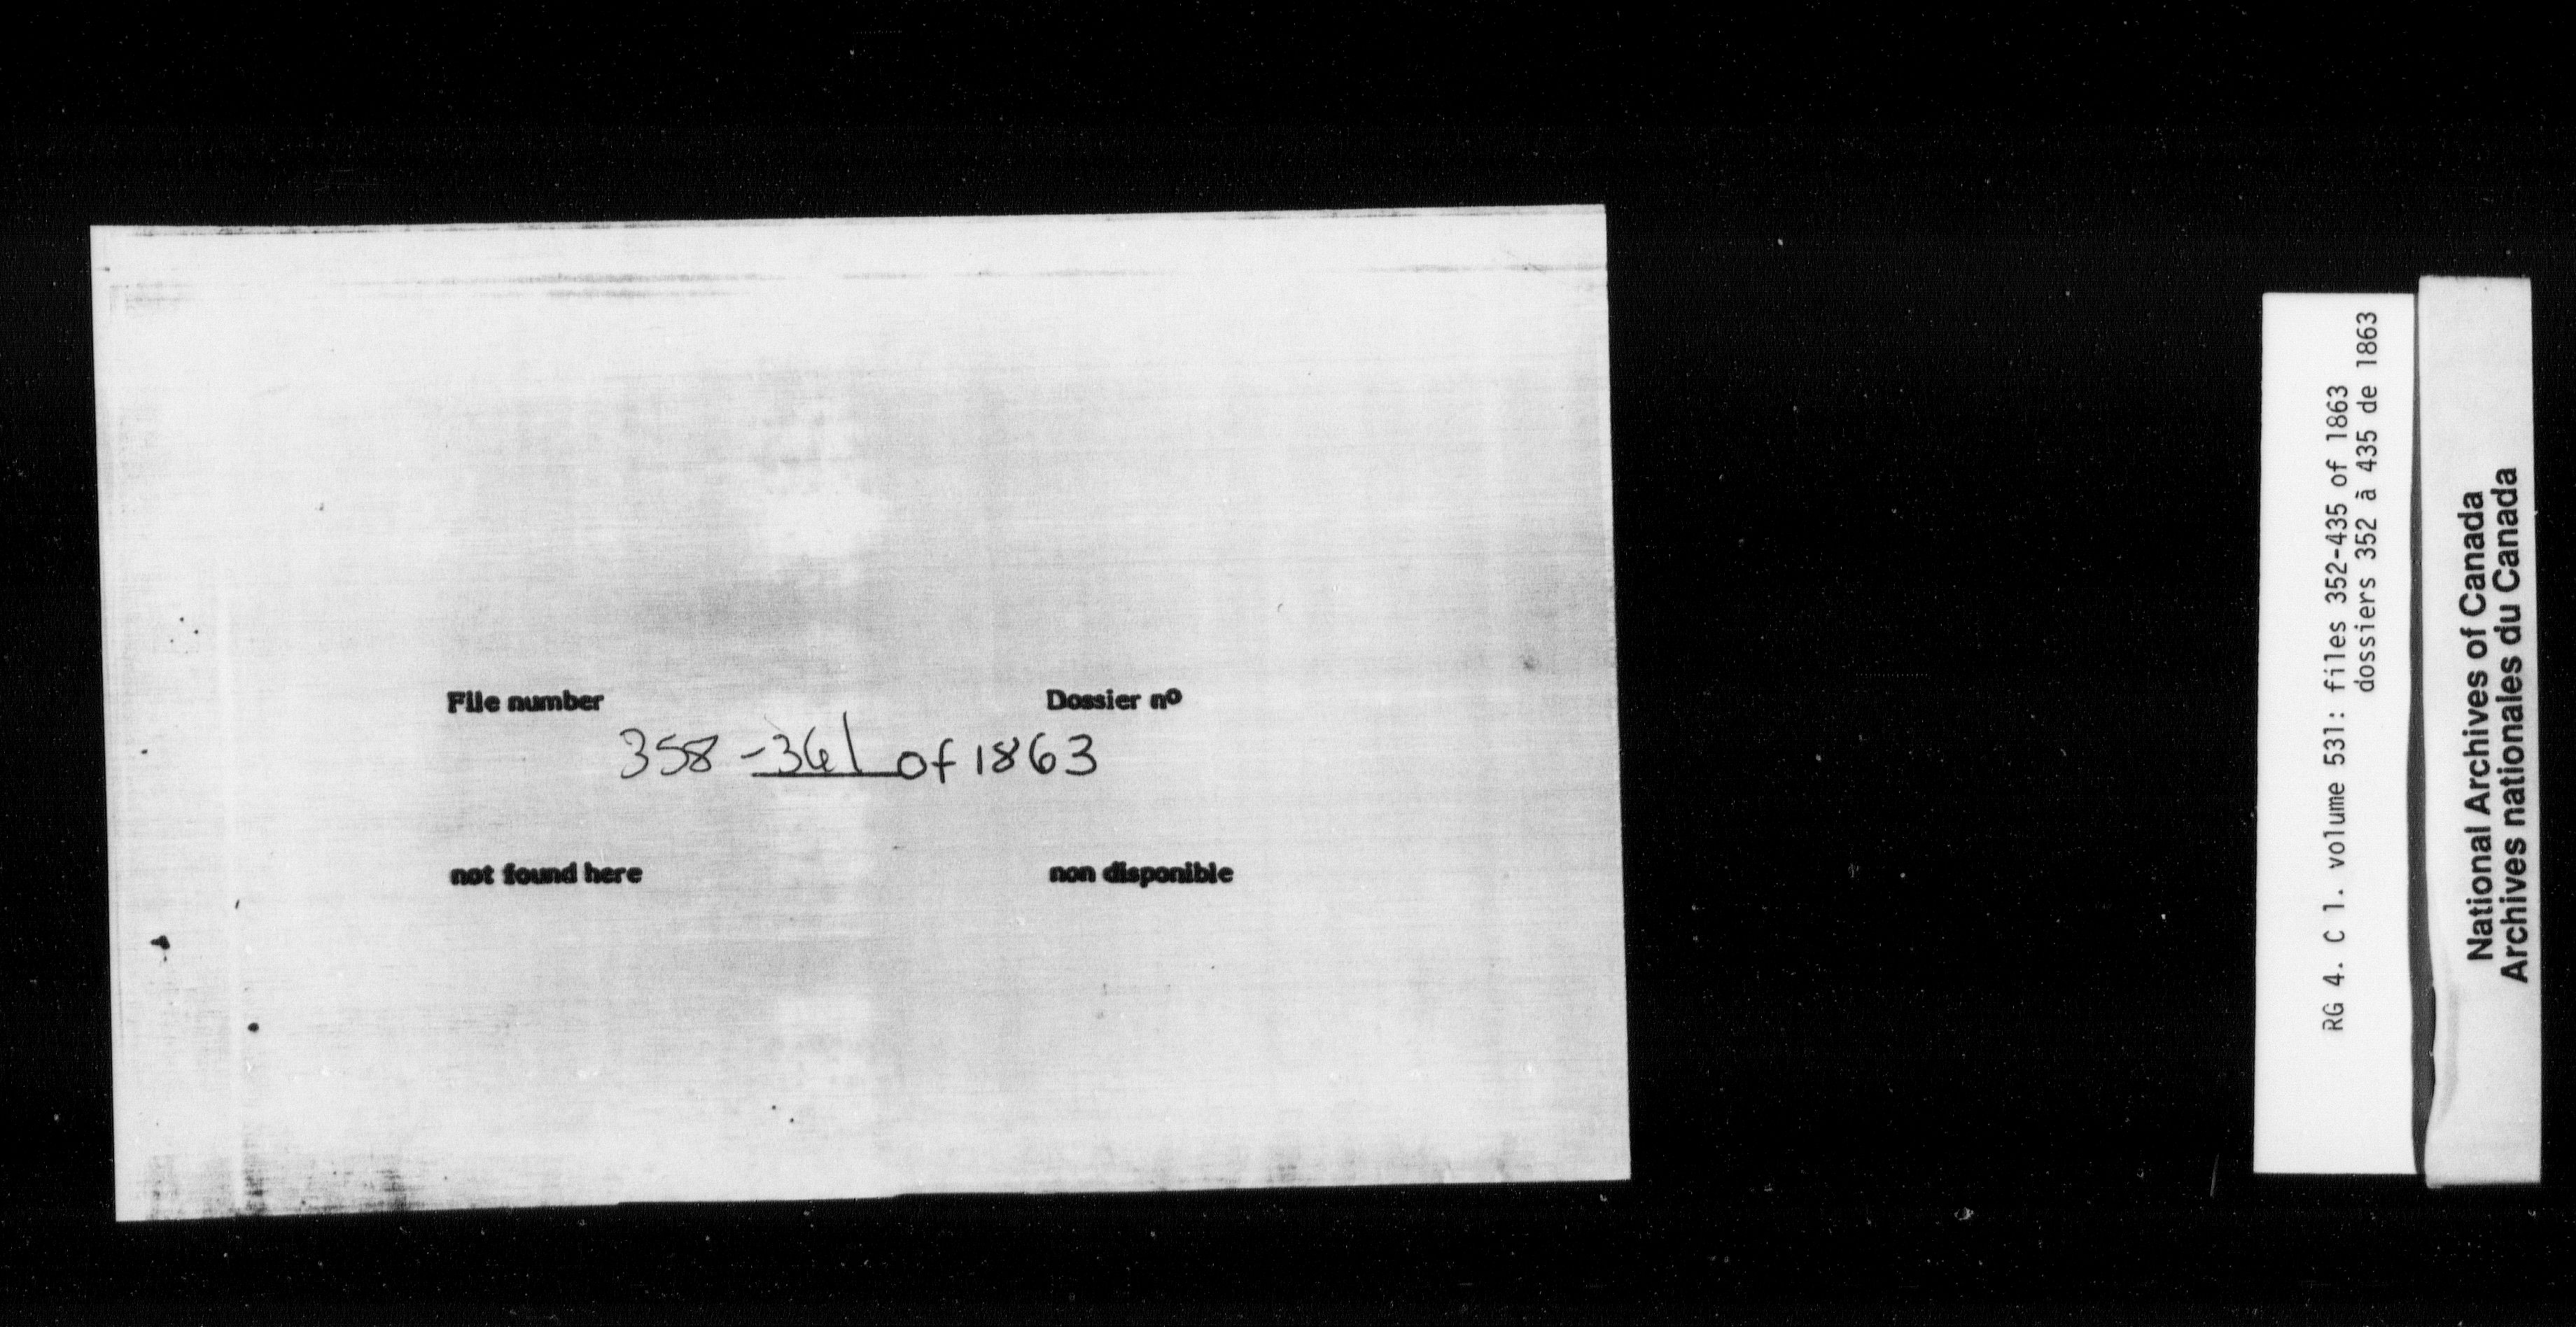 File number Dossier nº
358-361 of 1863
not found here non disponible
RG 4. C 1. volume 531: files 352-435 of 1863
dossiers 352 à 435 de 1863
National Archives of Canada
Archives nationales du Canada